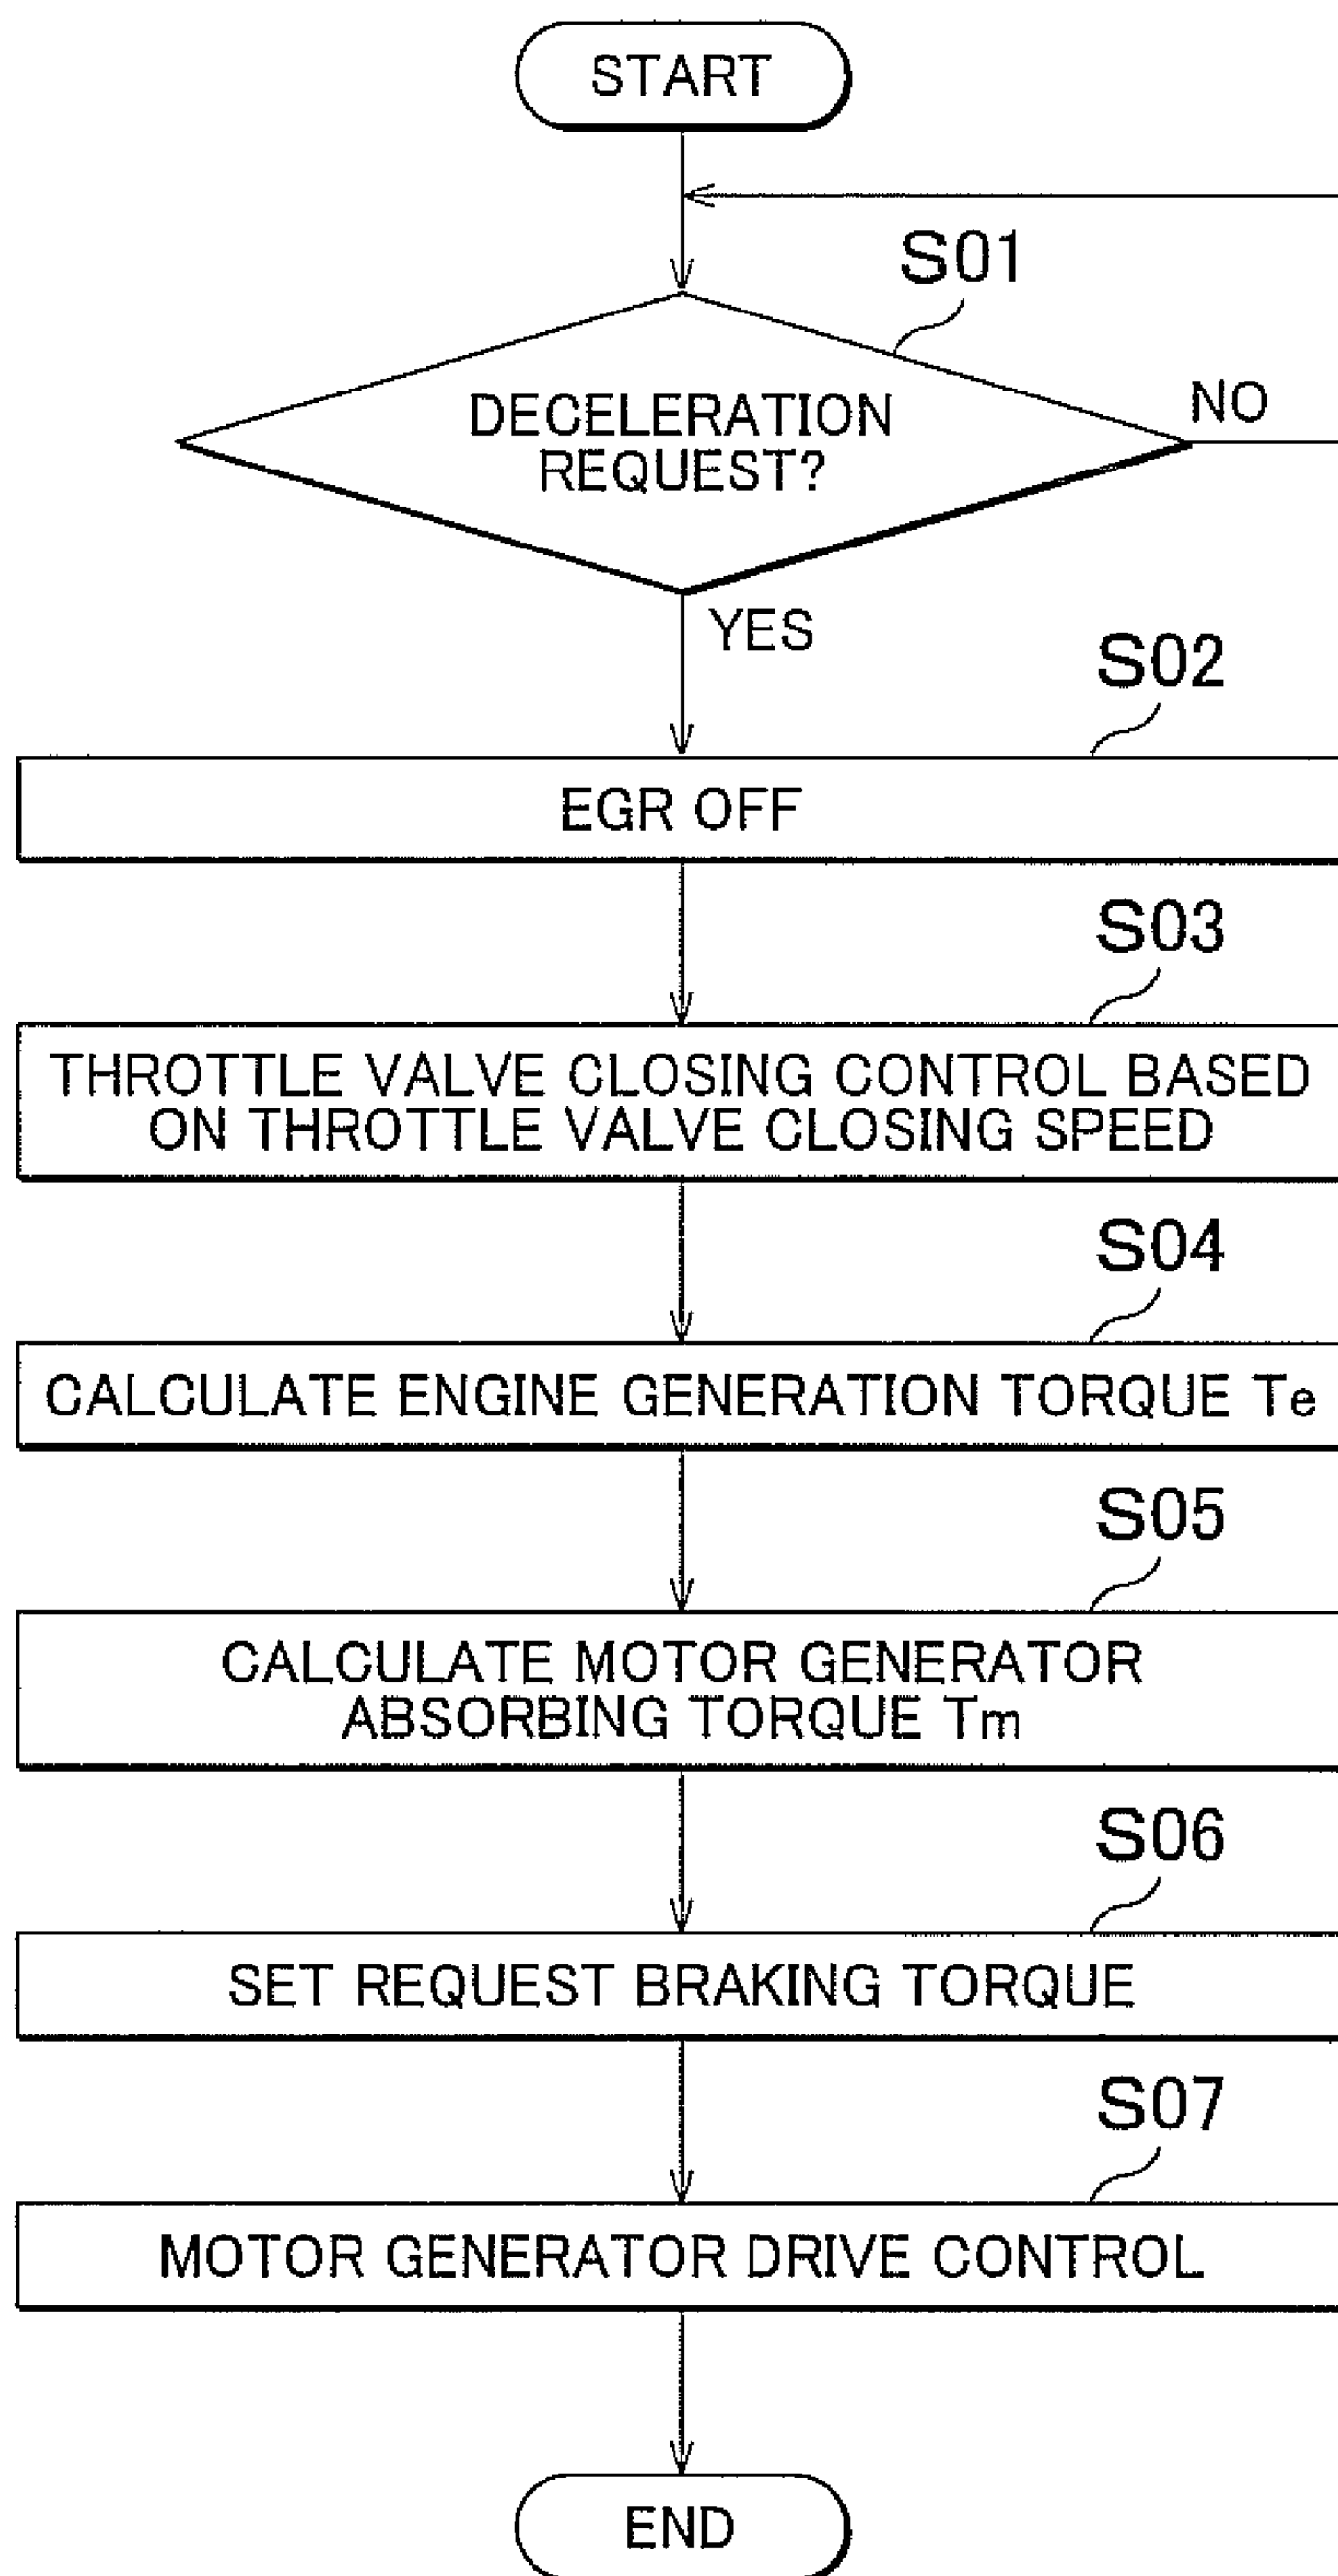 START
S01
DECELERATION
REQUEST?
NO
YES
S02
EGR OFF
S03
THROTTLE VALVE CLOSING CONTROL BASED
ON THROTTLE VALVE CLOSING SPEED
S04
CALCULATE ENGINE GENERATION TORQUE Te
S05
CALCULATE MOTOR GENERATOR
ABSORBING TORQUE Tm
S06
SET REQUEST BRAKING TORQUE
S07
MOTOR GENERATOR DRIVE CONTROL
END